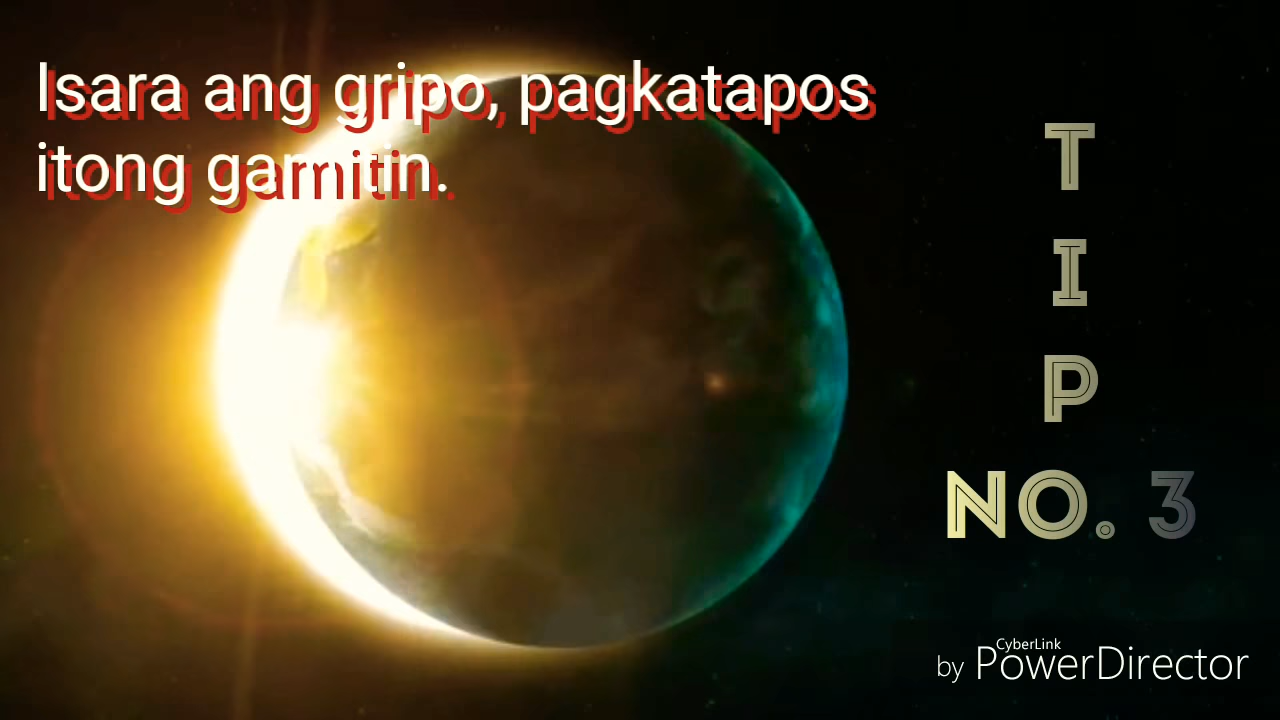 Isara ang gripo, pagkatapos
itong gamitin.
T
I
P
NO. 3
CyberLink
by PowerDirector